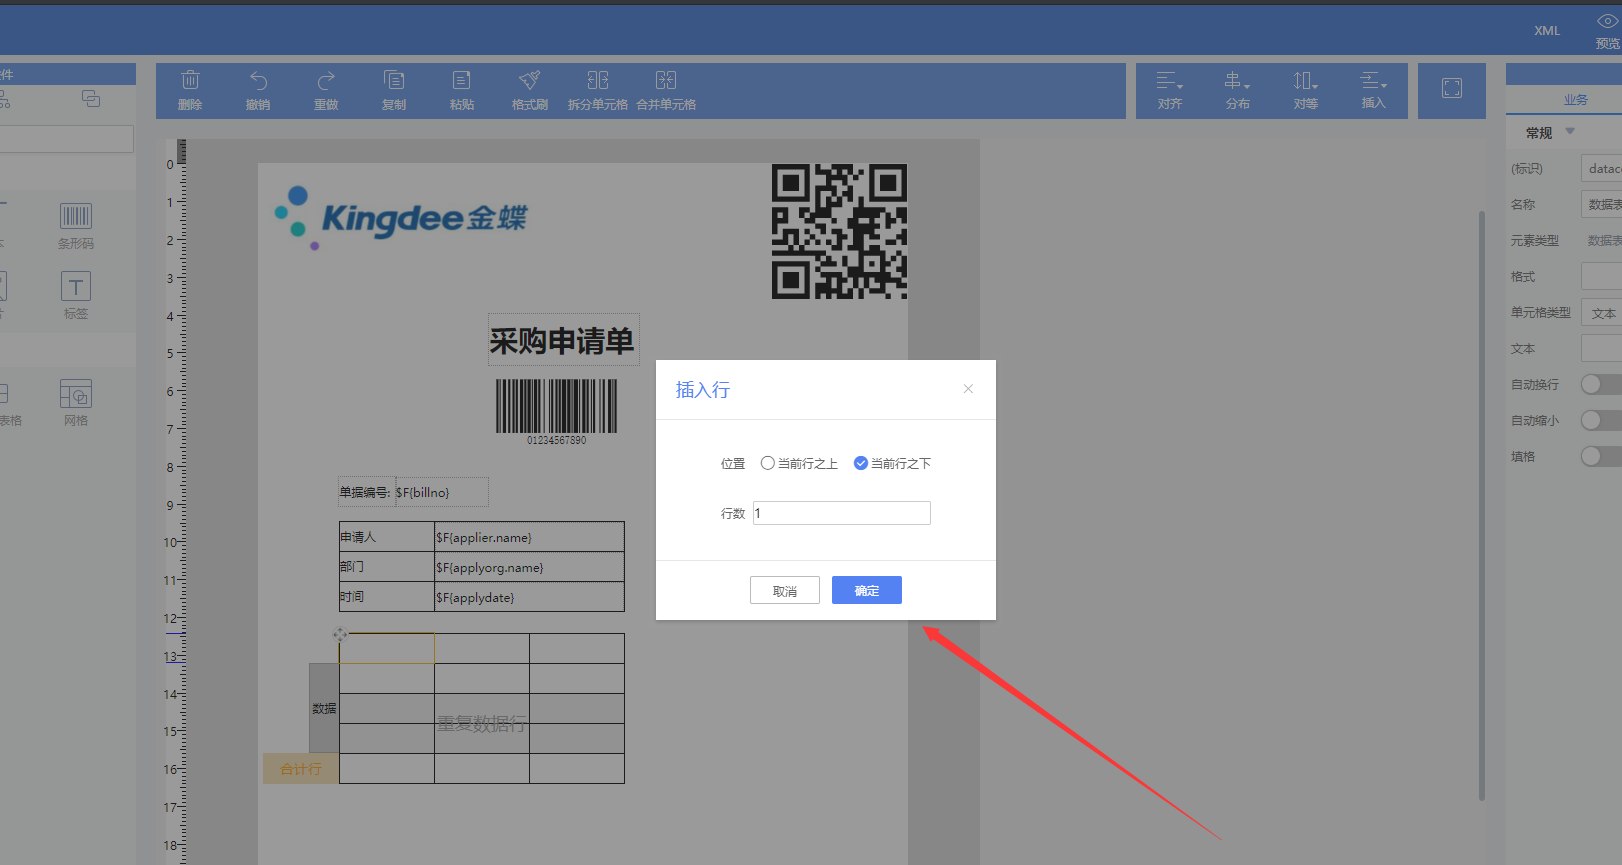 XML
预览
件
删除
撤销
重做
复制
粘贴
格式刷
拆分单元格
合并单元格
对齐
分布
对等
插入
业务
常规
(标识)
datac
名称
数据表
元素类型
数据表
格式
单元格类型
文本
文本
自动换行
自动缩小
填格
条形码
标签
表格
网格
0
1
2
3
4
5
6
7
8
9
10
11
12
13
14
15
16
17
18
Kingdee金蝶
采购申请单
01234567890
单据编号: $F{billno}
申请人 $F{applier.name}
部门 $F{applyorg.name}
时间 $F{applydate}
数据
重复数据行
合计行
插入行
位置 当前行之上 当前行之下
行数 1
取消 确定